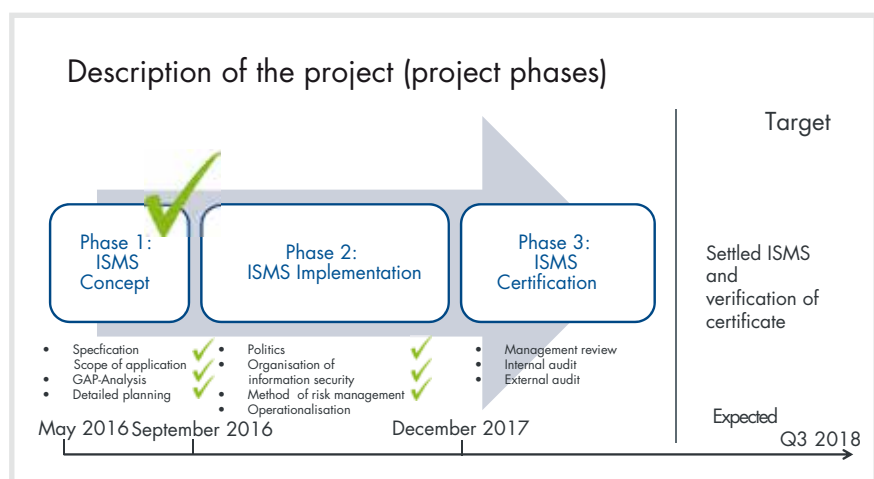 Description of the project (project phases)
Target
Phase 1:
ISMS
Concept
Phase 2:
ISMS Implementation
Phase 3:
ISMS
Certification
Settled ISMS
and
verification of
certificate
• Specfication
Scope of application
• GAP-Analysis
• Detailed planning
• Politics
• Organisation of
information security
• Method of risk management
• Operationalisation
• Management review
• Internal audit
• External audit
May 2016
September 2016
December 2017
Expected
Q3 2018